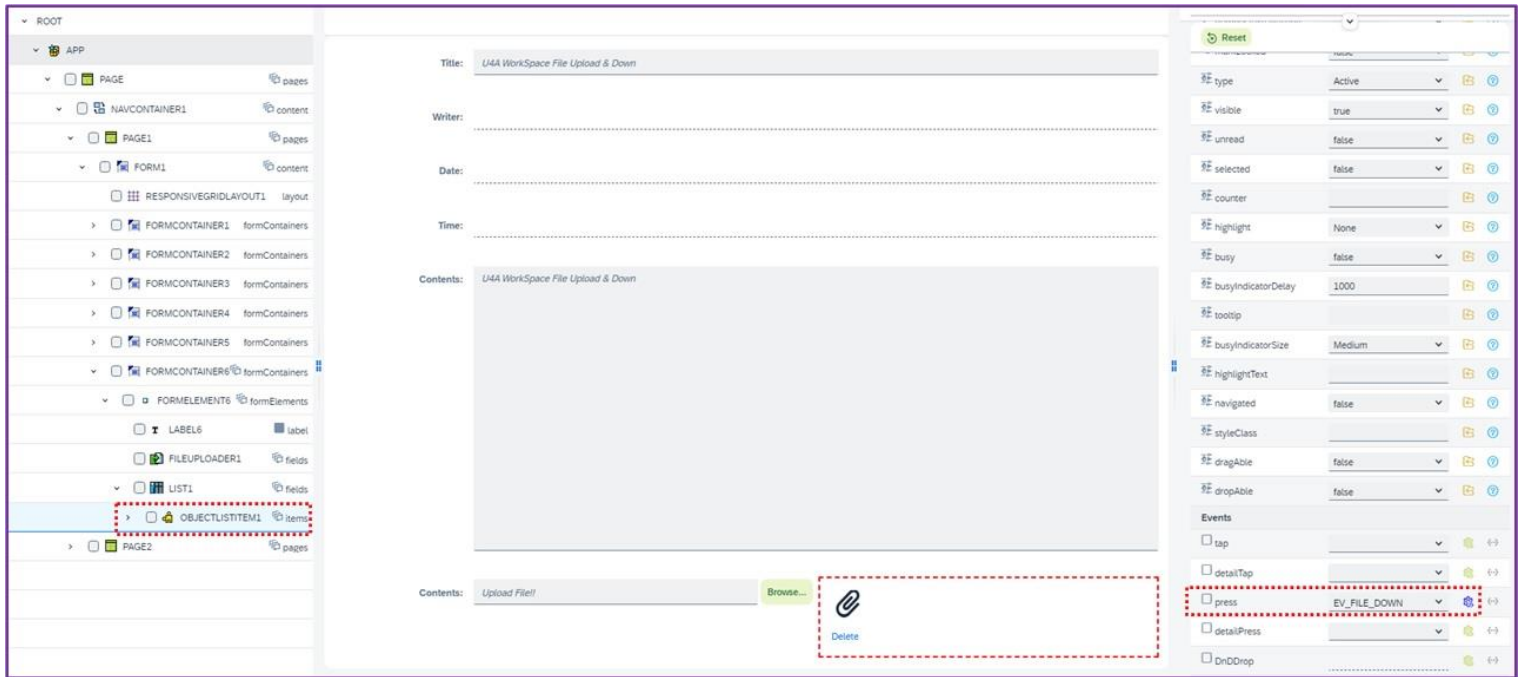 ROOT
APP
PAGE pages
NAVCONTAINER1 content
PAGE1 pages
FORM1 content
RESPONSIVEGRIDLAYOUT1 layout
FORMCONTAINER1 formContainers
FORMCONTAINER2 formContainers
FORMCONTAINER3 formContainers
FORMCONTAINER4 formContainers
FORMCONTAINER5 formContainers
FORMCONTAINER6 formContainers
FORMELEMENT6 formElements
LABEL6 label
FILEUPLOADER1 fields
LIST1 fields
OBJECTLISTITEM1 items
PAGE2 pages
Title: U4A WorkSpace File Upload & Down
Writer:
Date:
Time:
Contents: U4A WorkSpace File Upload & Down
Contents: Upload File!! Browse...
Delete
Reset
type Active
visible true
unread false
selected false
counter
highlight None
busy false
busyIndicatorDelay 1000
tooltip
busyIndicatorSize Medium
highlightText
navigated false
styleClass
dragAble false
dropAble false
Events
tap
detailTap
press EV_FILE_DOWN
detailPress
DnDDrop